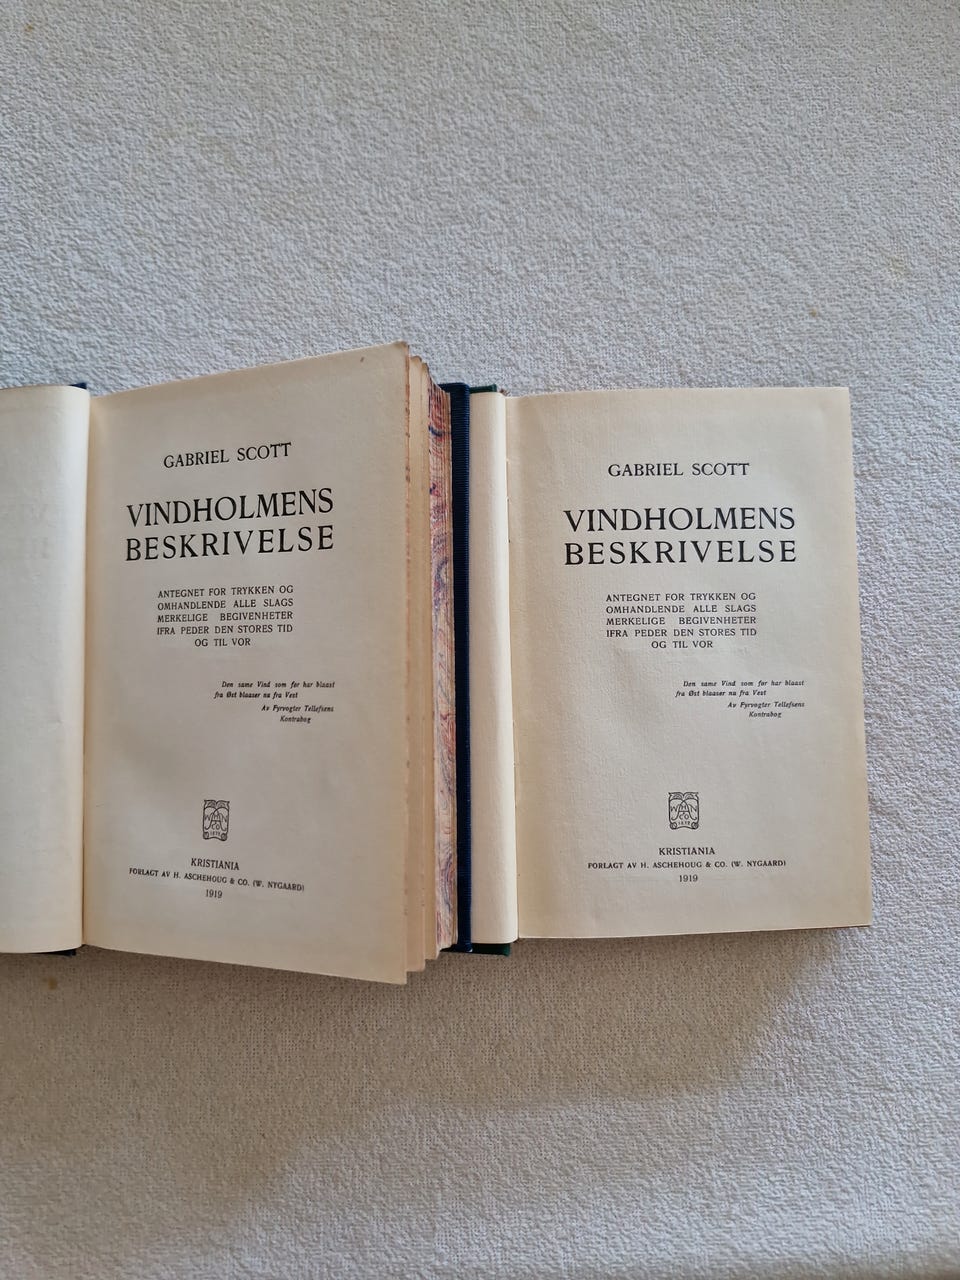 GABRIEL SCOTT
VINDHOLMENS
BESKRIVELSE
ANTEGNET FOR TRYKKEN OG
OMHANDLENDE ALLE SLAGS
MERKELIGE BEGIVENHETER
IFRA PEDER DEN STORES TID
OG TIL VOR
Den same Vind som før har blaast
fra Øst blaaser nu fra Vest
Av Fyrvogter Tellefsens
Kontrabog
KRISTIANIA
FORLAGT AV H. ASCHEHOUG & CO. (W. NYGAARD)
1919
GABRIEL SCOTT
VINDHOLMENS
BESKRIVELSE
ANTEGNET FOR TRYKKEN OG
OMHANDLENDE ALLE SLAGS
MERKELIGE BEGIVENHETER
IFRA PEDER DEN STORES TID
OG TIL VOR
Den same Vind som før har blaast
fra Øst blaaser nu fra Vest
Av Fyrvogter Tellefsens
Kontrabog
KRISTIANIA
FORLAGT AV H. ASCHEHOUG & CO. (W. NYGAARD)
1919